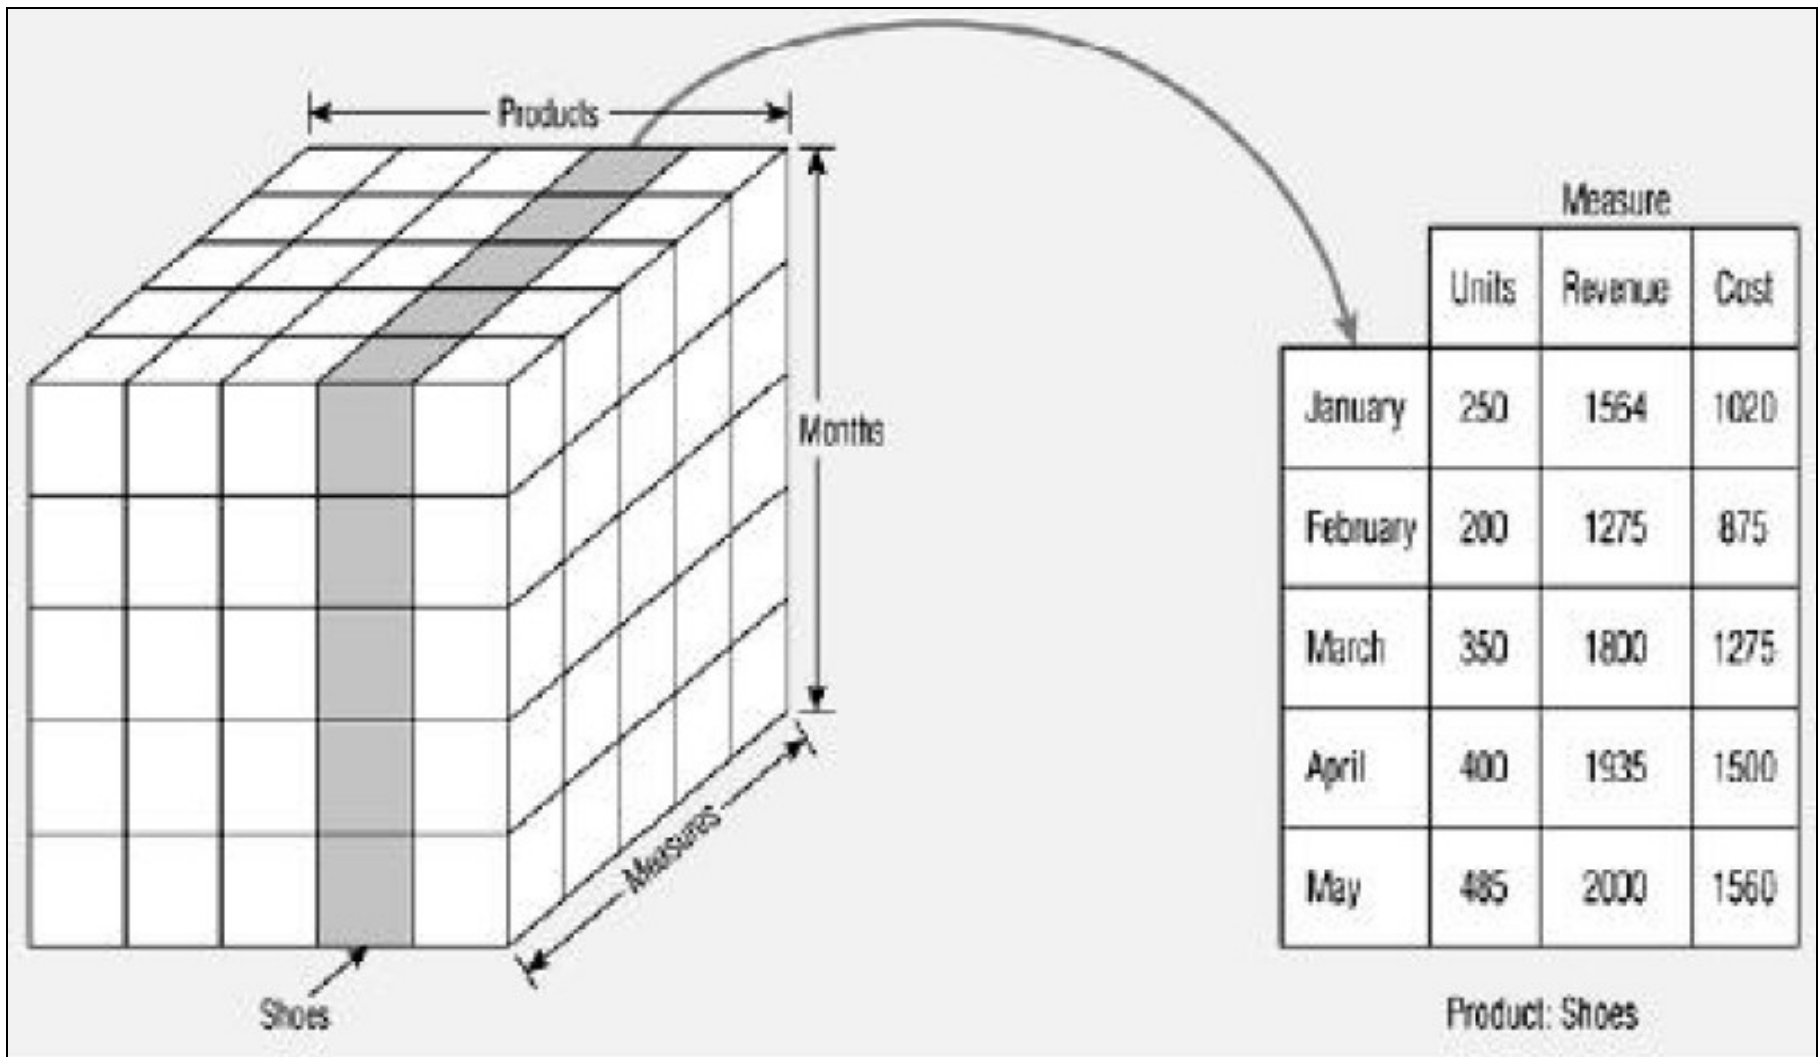 Products
Months
Measures
Shoes
Measure
Units Revenue Cost
January 250 1564 1020
February 200 1275 875
March 350 1800 1275
April 400 1935 1500
May 485 2000 1560
Product: Shoes